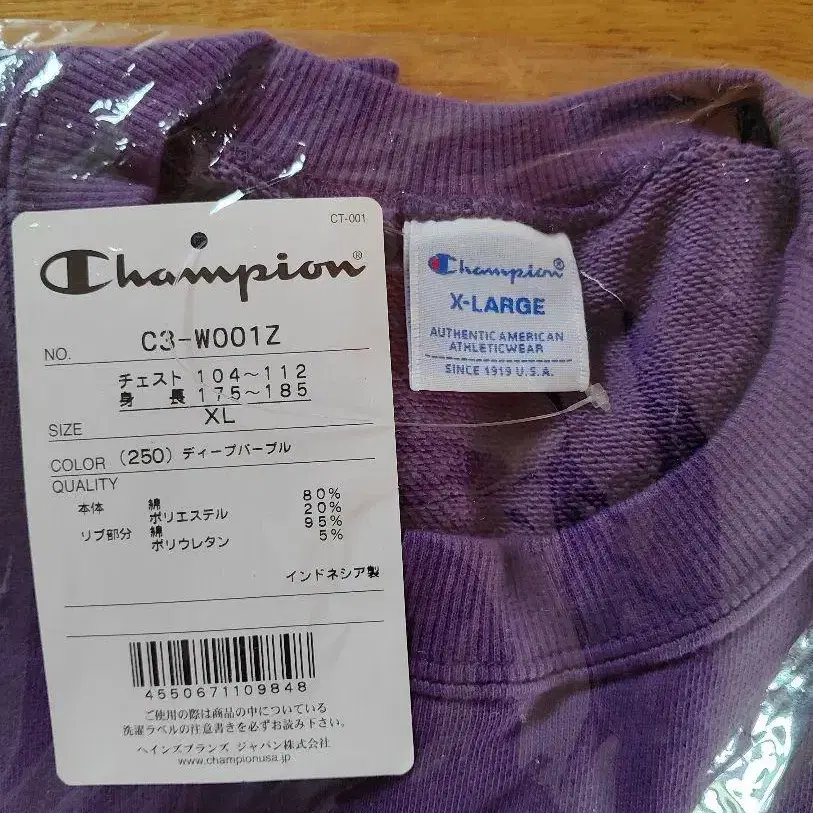 CT-001
Champion®
NO. C3-W001Z
チェスト 104~112
身 長 175~185
SIZE XL
COLOR (250) ディープパープル
QUALITY
本体 綿 80%
ポリエステル 20%
リブ部分 綿 95%
ポリウレタン 5%
インドネシア製
4550671109848
ご使用の際は商品の中についている
洗濯ラベルの注意書きを必ずお読み下さい。
ヘインズブランズ ジャパン株式会社
www.championusa.jp
Champion®
X-LARGE
AUTHENTIC AMERICAN
ATHLETICWEAR
SINCE 1919 U.S.A.